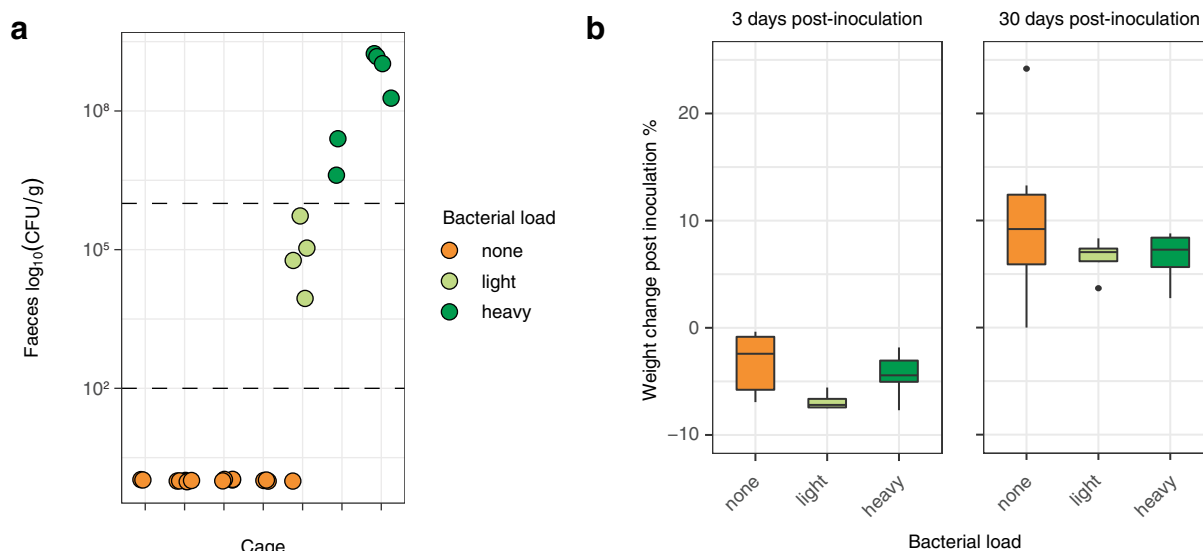 a
Faeces log10(CFU/g)
10^8
10^5
10^2
Cage
Bacterial load
none
light
heavy
b
3 days post-inoculation
30 days post-inoculation
Weight change post inoculation %
20
10
0
−10
none
light
heavy
none
light
heavy
Bacterial load